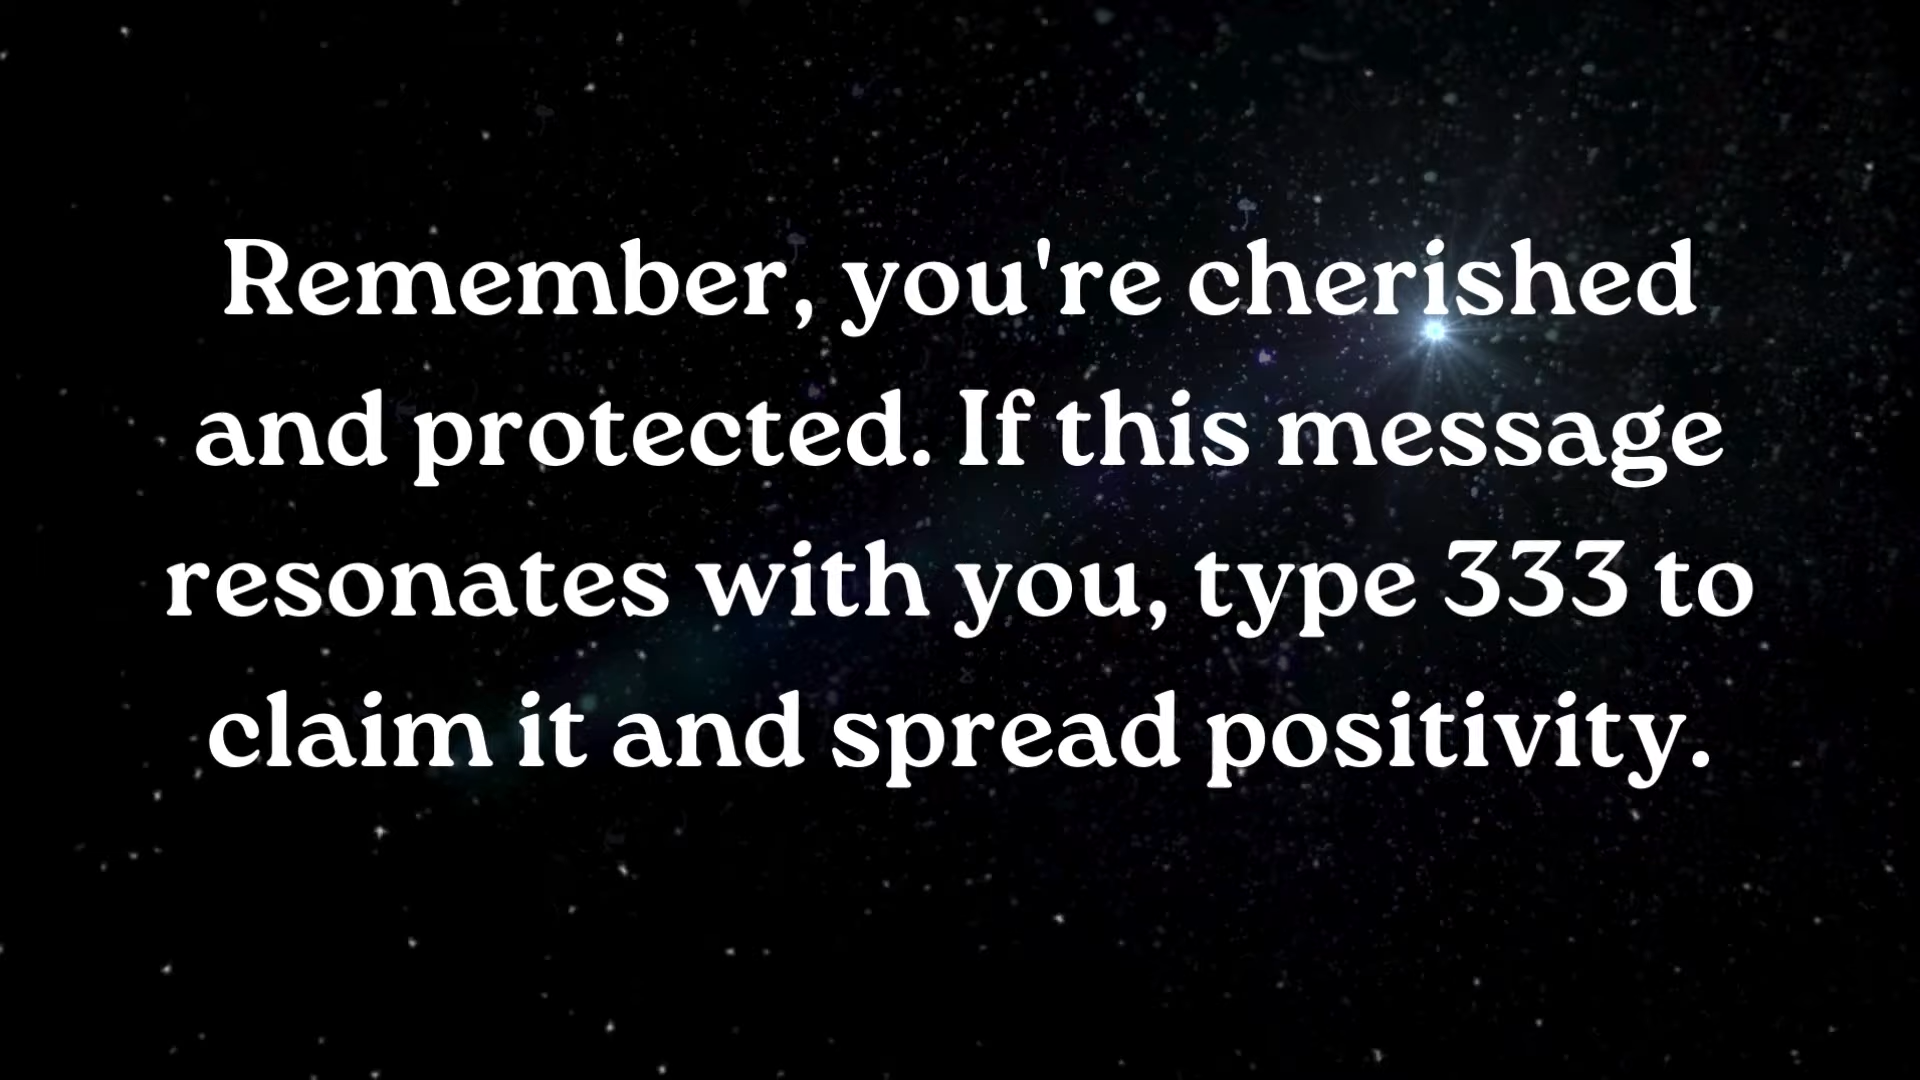 Remember, you're cherished
and protected. If this message
resonates with you, type 333 to
claim it and spread positivity.